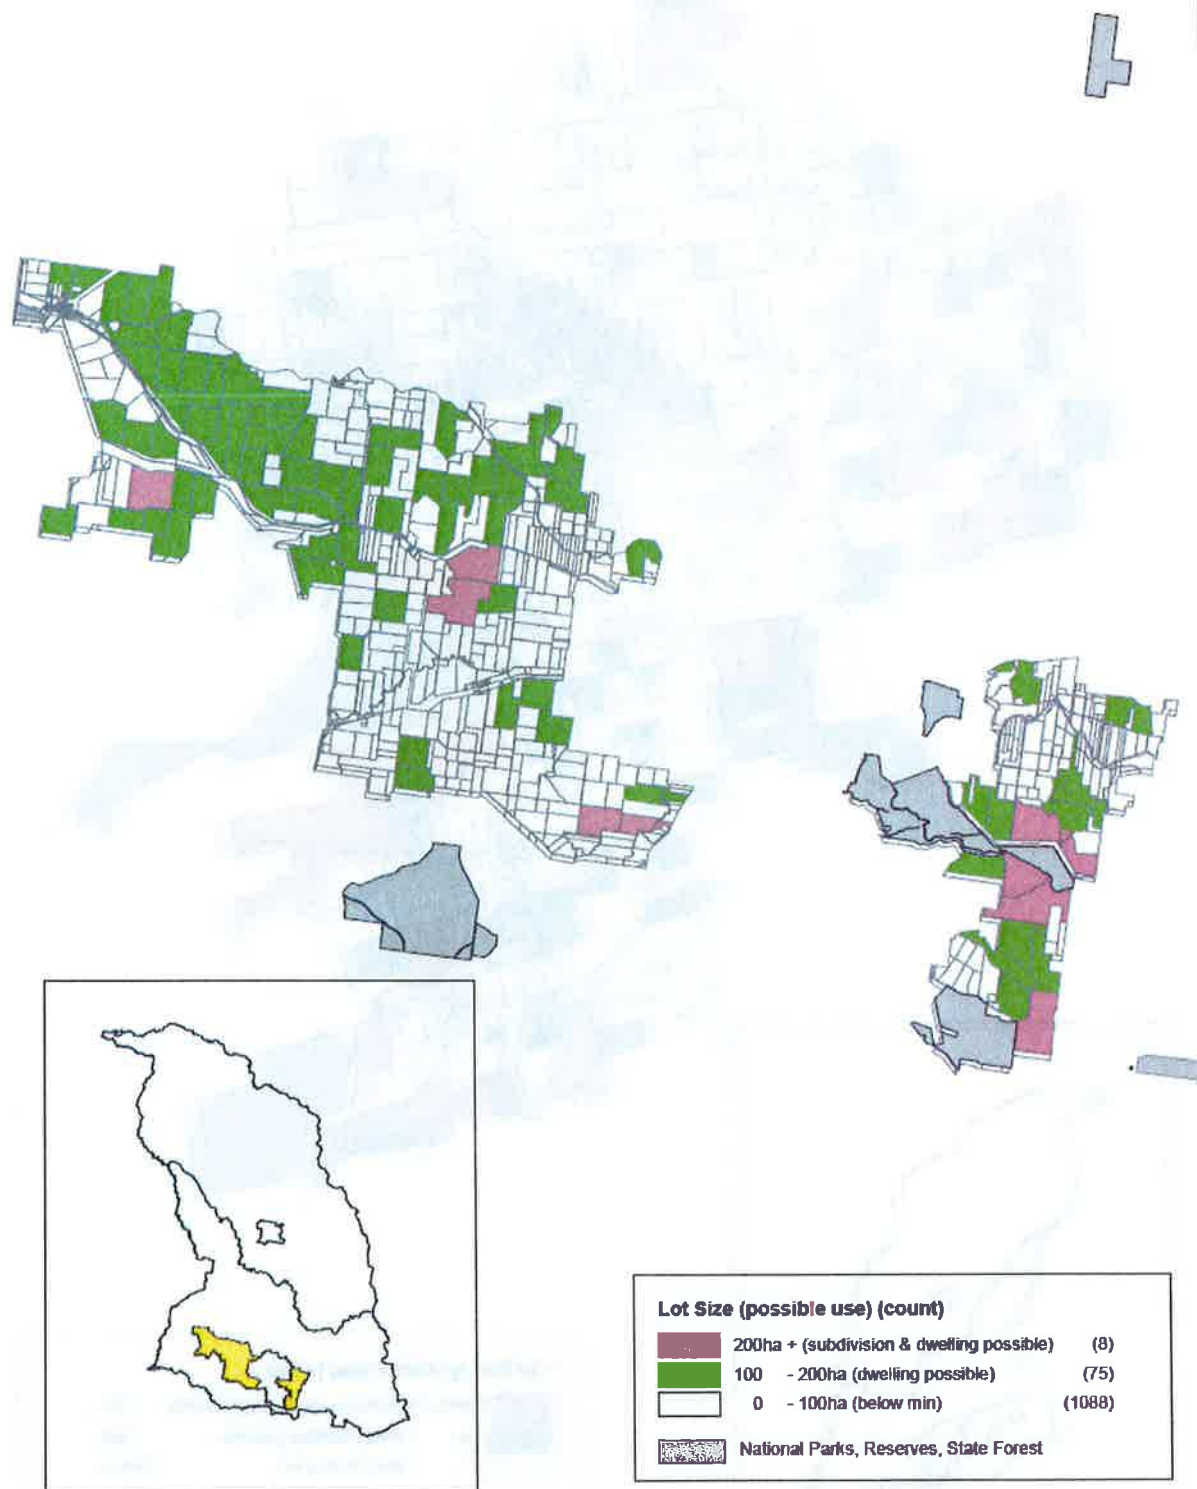 Lot Size (possible use) (count)
200ha + (subdivision & dwelling possible) (8)
100 - 200ha (dwelling possible) (75)
0 - 100ha (below min) (1088)
National Parks, Reserves, State Forest